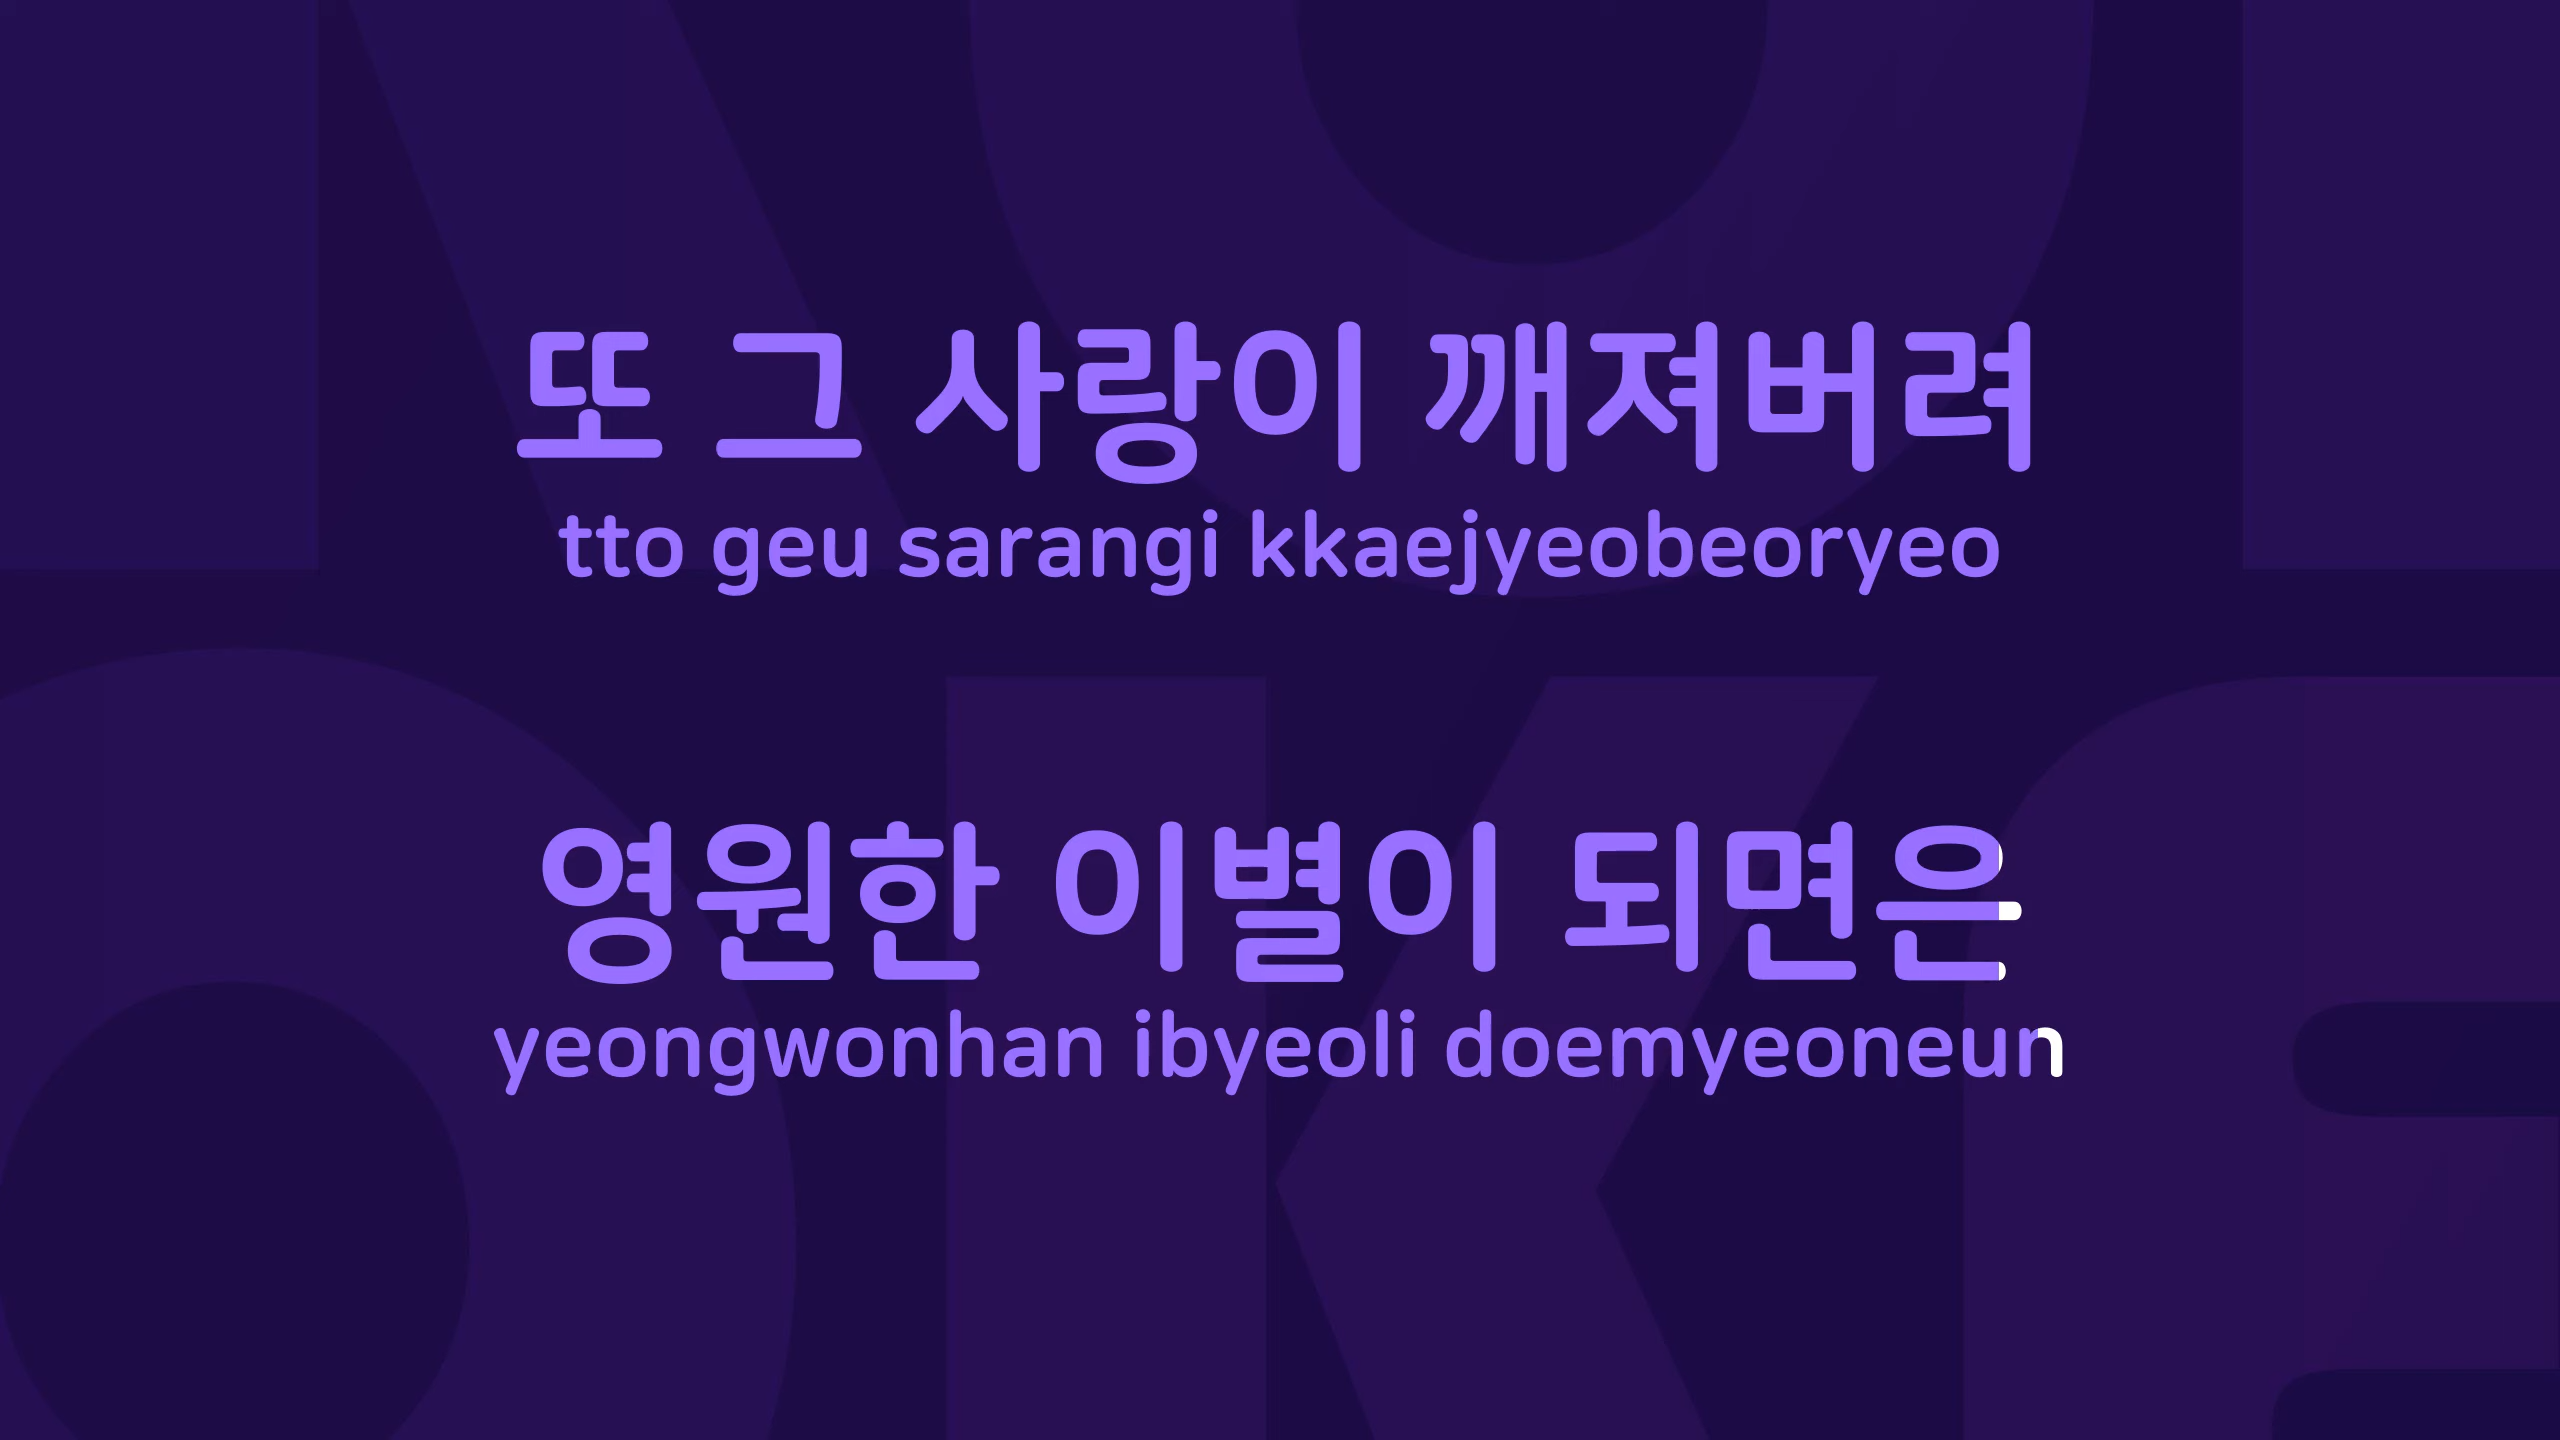 또 그 사랑이 깨져버려
tto geu sarangi kkaejyeobeoryeo
영원한 이별이 되면은
yeongwonhan ibyeoli doemyeoneun